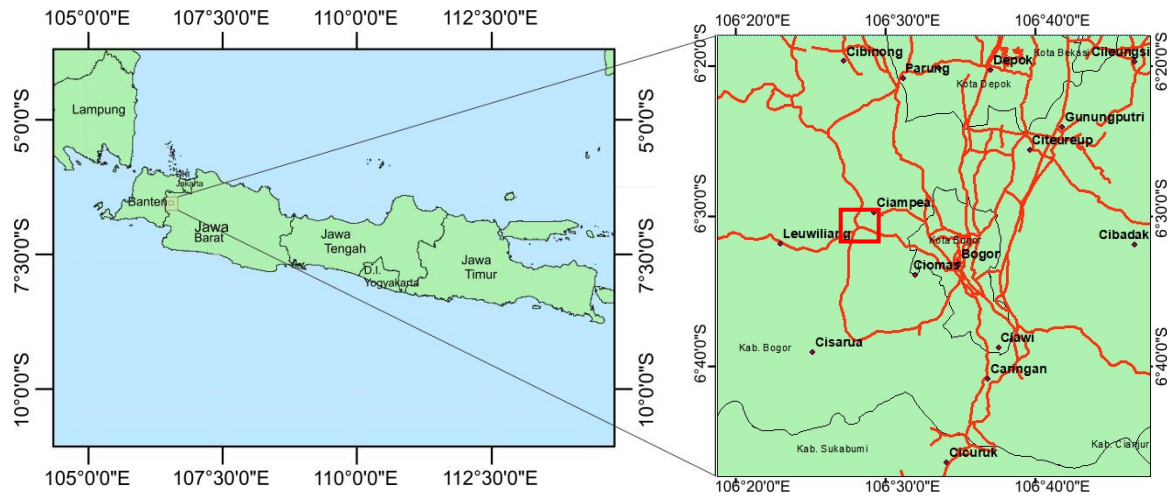 105°0'0"E 107°30'0"E 110°0'0"E 112°30'0"E
5°0'0"S
7°30'0"S
10°0'0"S
Lampung
DKI
Jakarta
Banten
Jawa
Barat
Jawa
Tengah
D.I.
Yogyakarta
Jawa
Timur
5°0'0"S
7°30'0"S
10°0'0"S
105°0'0"E 107°30'0"E 110°0'0"E 112°30'0"E
106°20'0"E 106°30'0"E 106°40'0"E
6°20'0"S
6°30'0"S
6°40'0"S
Cibinong
Parung
Depok
Kota Depok
Kota Bekasi
Cileungsi
Gunungputri
Citeureup
Ciampea
Leuwiliang
Kota Bogor
Bogor
Ciomas
Cibadak
Kab. Bogor
Cisarua
Ciawi
Caringan
Kab. Sukabumi
Cicuruk
Kab. Cianjur
6°20'0"S
6°30'0"S
6°40'0"S
106°20'0"E 106°30'0"E 106°40'0"E